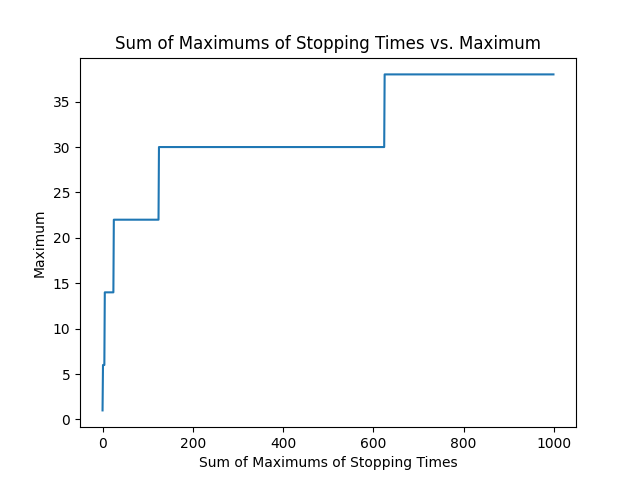 Sum of Maximums of Stopping Times vs. Maximum
35
30
25
20
15
10
5
0
Maximum
0 200 400 600 800 1000
Sum of Maximums of Stopping Times